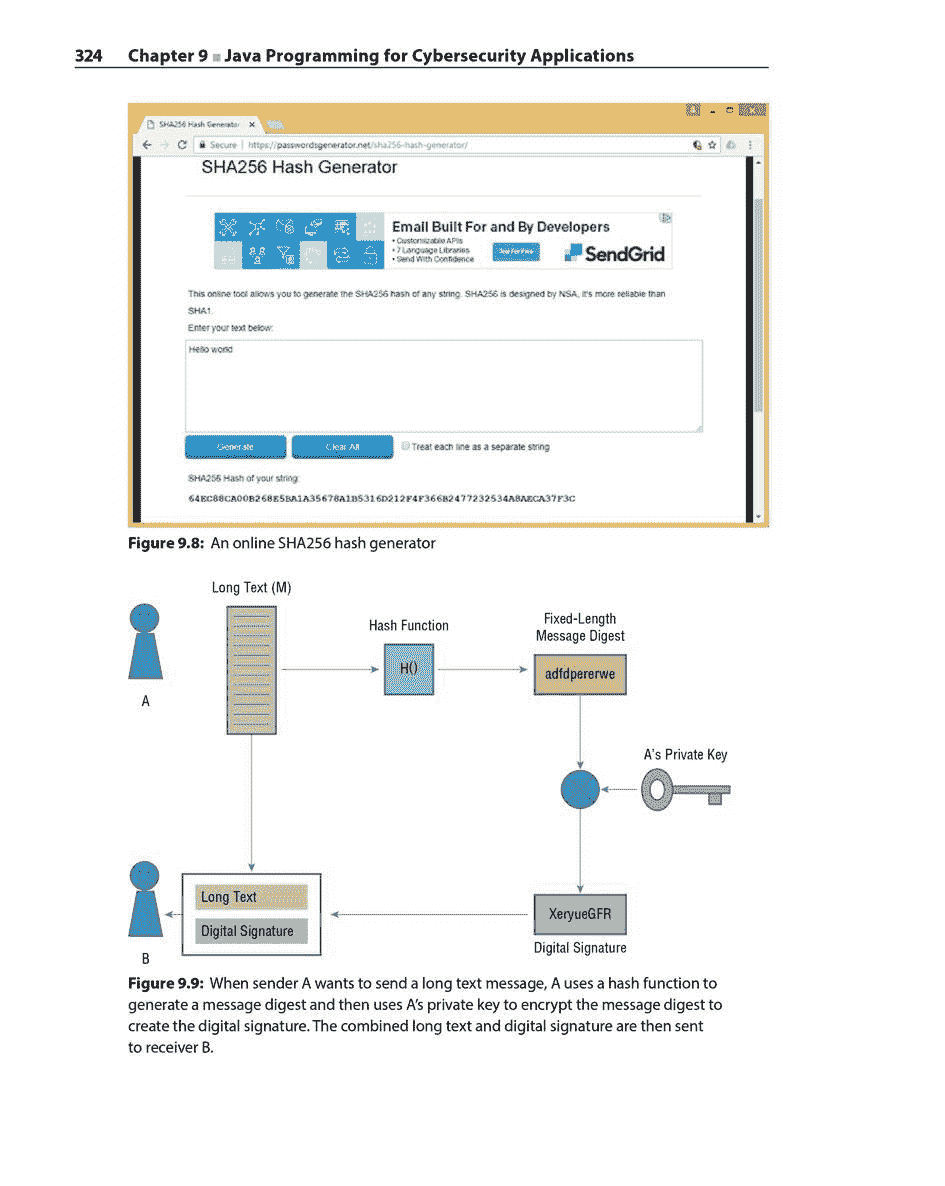 324 Chapter 9 ■ Java Programming for Cybersecurity Applications
SHA256 Hash Generator ×
Secure | https://passwordsgenerator.net/sha256-hash-generator/
SHA256 Hash Generator
Email Built For and By Developers
• Customizable APIs
• 7 Language Libraries
• Send With Confidence
SendGrid
This online tool allows you to generate the SHA256 hash of any string. SHA256 is designed by NSA, it's more reliable than
SHA1.
Enter your text below:
Hello world
Generate Clear All Treat each line as a separate string
SHA256 Hash of your string:
64EC88CA00B268E5BA1A35678A1B5316D212F4F366B2477232534A8AECA37F3C
Figure 9.8: An online SHA256 hash generator
Long Text (M)
Hash Function
Fixed-Length
Message Digest
H()
adfdpererwe
A
A's Private Key
Long Text
Digital Signature
XeryueGFR
Digital Signature
B
Figure 9.9: When sender A wants to send a long text message, A uses a hash function to
generate a message digest and then uses A's private key to encrypt the message digest to
create the digital signature. The combined long text and digital signature are then sent
to receiver B.